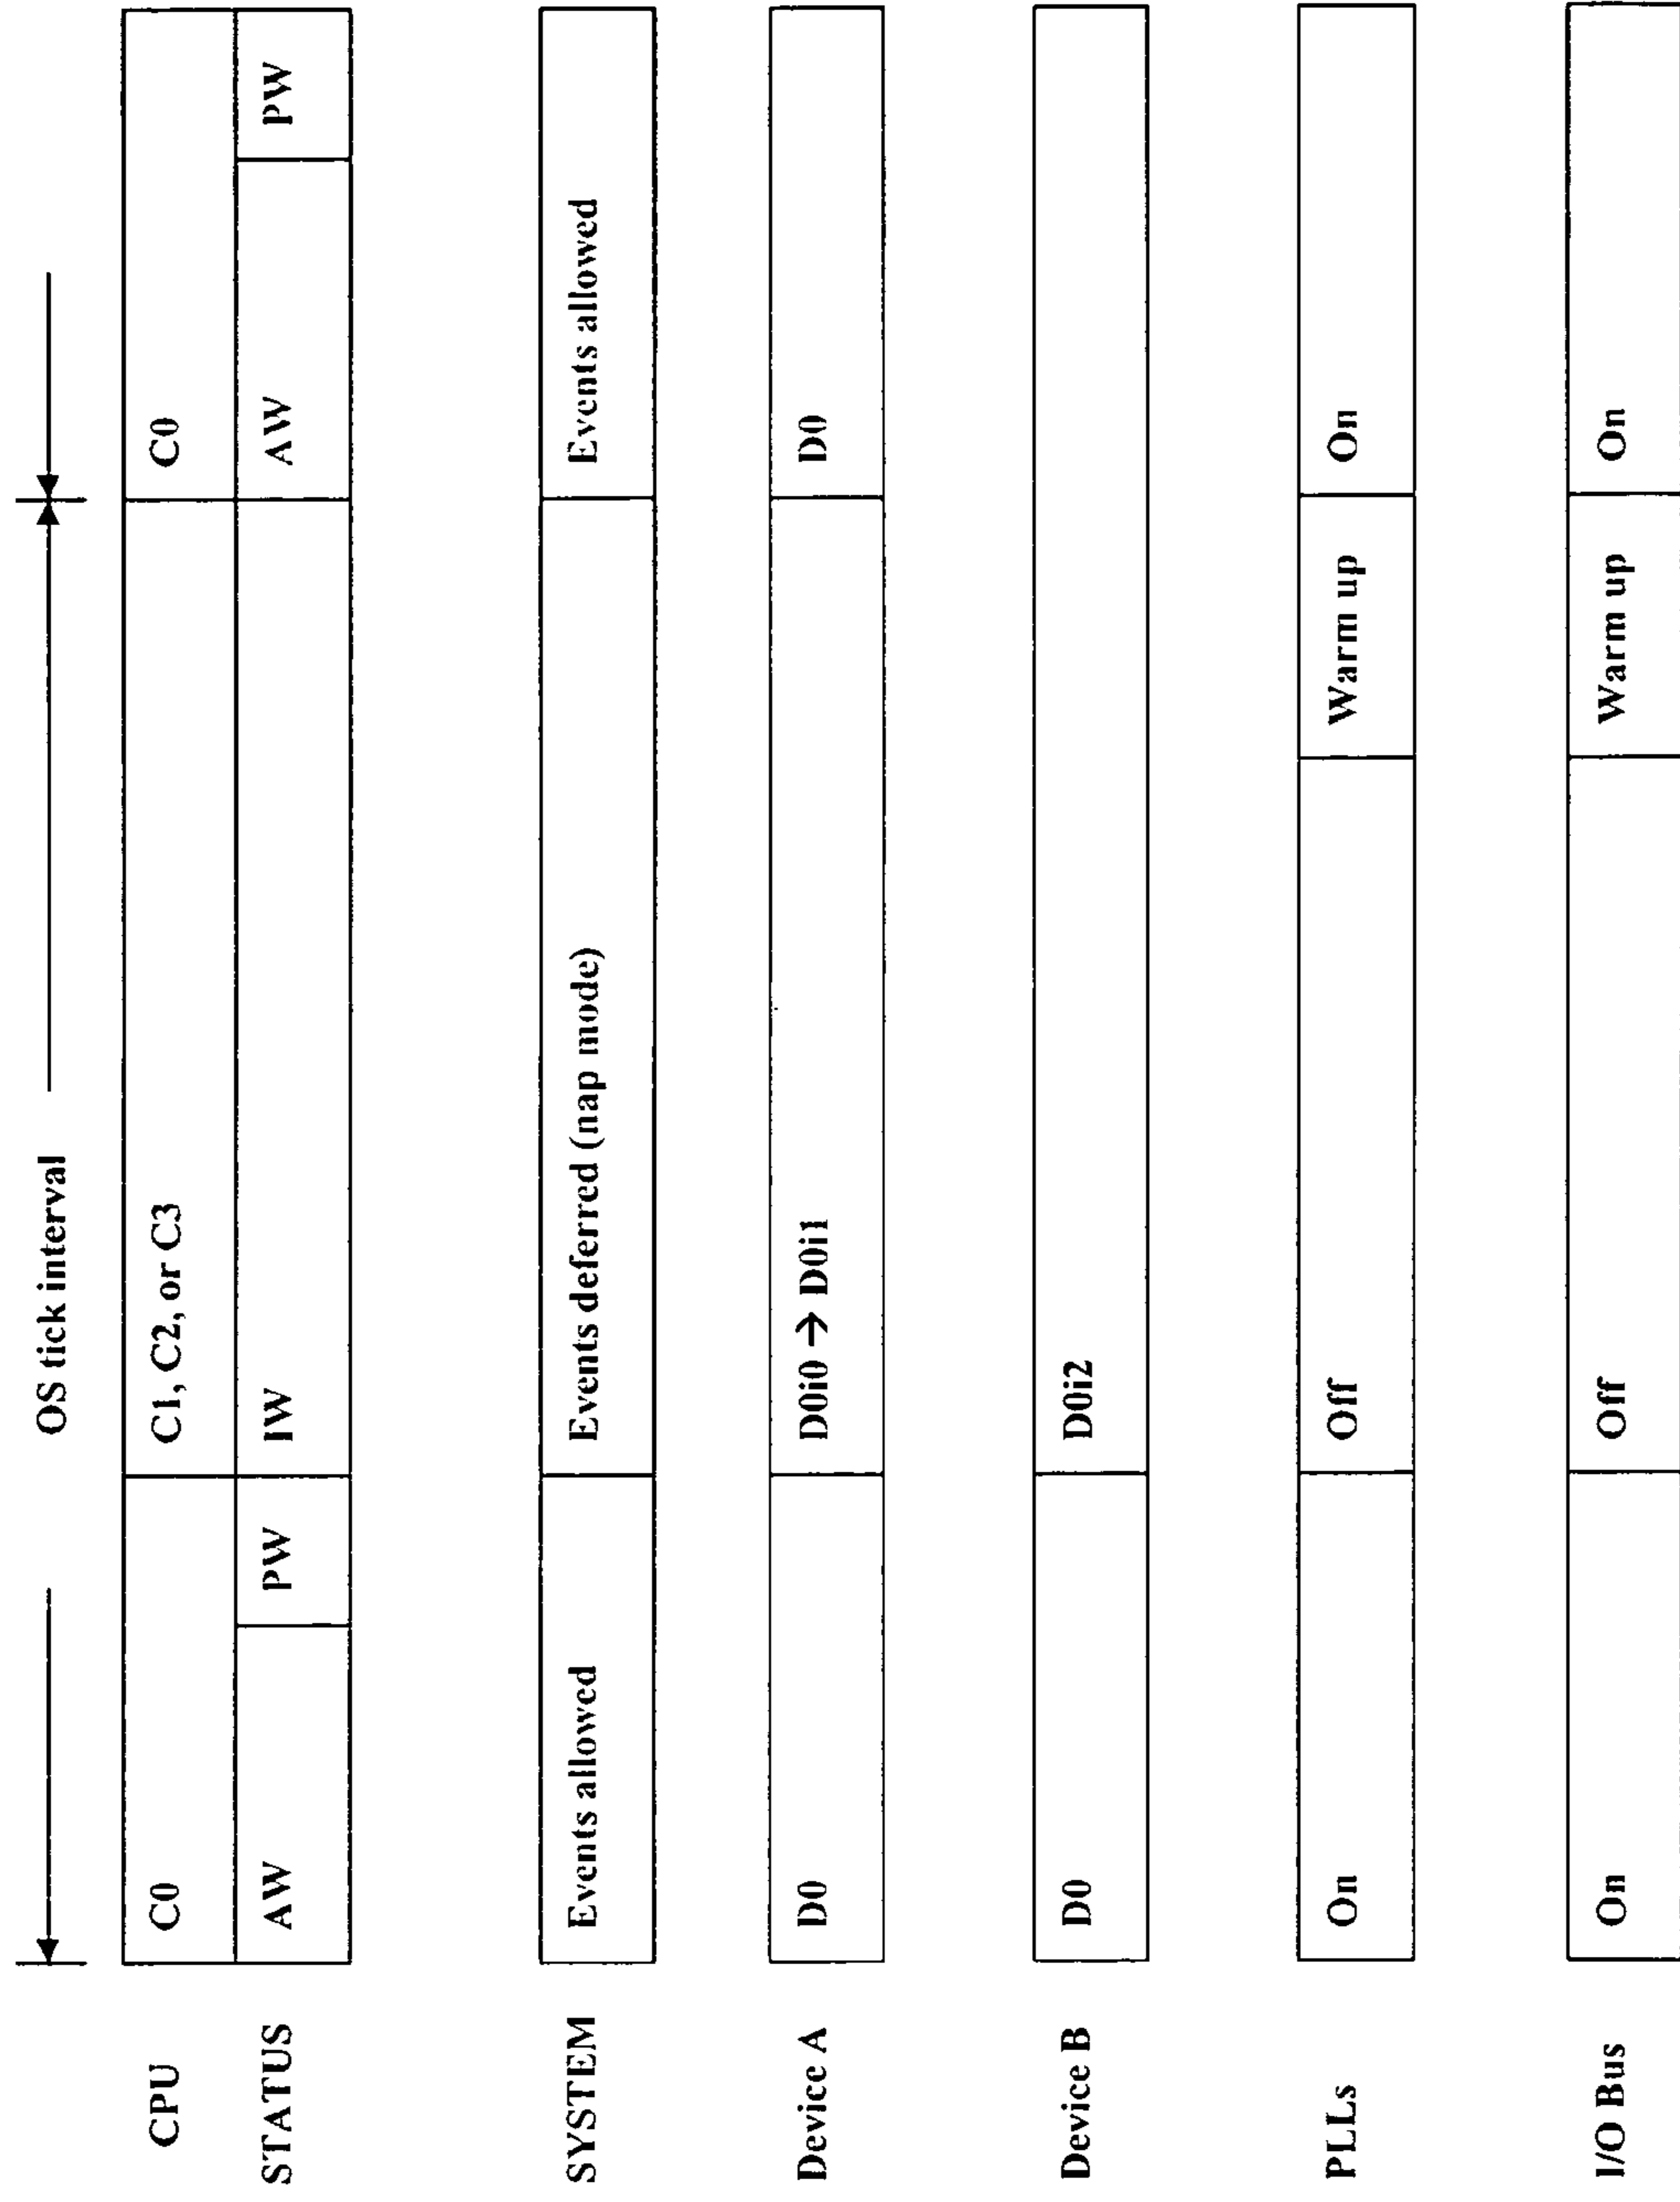 OS tick interval
CPU C0 C1, C2, or C3 C0
STATUS AW PW IW AW PW
SYSTEM Events allowed Events deferred (nap mode) Events allowed
Device A D0 D0i0 → D0i1 D0
Device B D0 D0i2
PLLs On Off Warm up On
I/O Bus On Off Warm up On